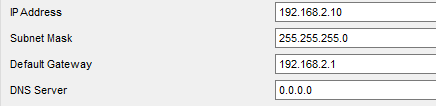 IP Address 192.168.2.10
Subnet Mask 255.255.255.0
Default Gateway 192.168.2.1
DNS Server 0.0.0.0